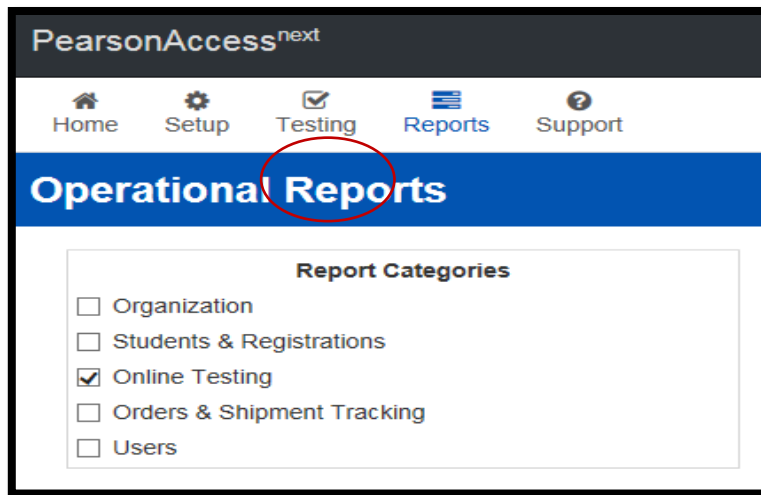 PearsonAccessnext
Home Setup Testing Reports Support
Operational Reports
Report Categories
Organization
Students & Registrations
Online Testing
Orders & Shipment Tracking
Users